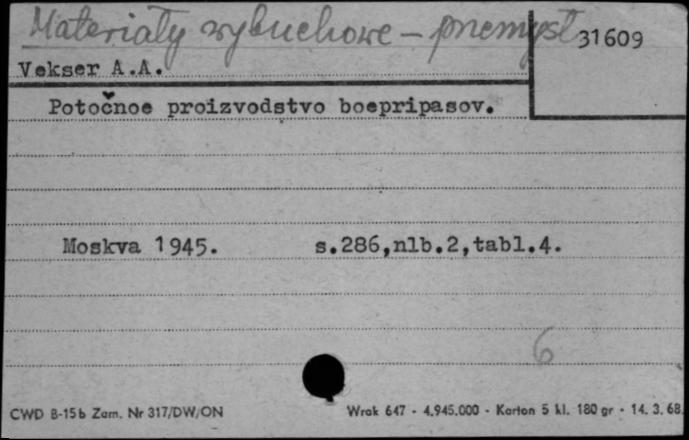 Materiały wybuchowe – przemysł
31609
Vekser A.A.
Potočnoe proizvodstvo boepripasov.
Moskva 1945. s.286,nlb.2,tabl.4.
6
CWD B-15b Zam. Nr 317/DW/ON Wrak 647 - 4.945.000 - Karton 5 kl. 180 gr - 14. 3. 68.